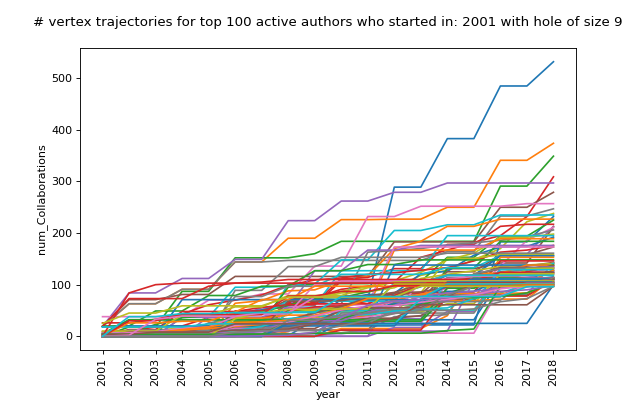 # vertex trajectories for top 100 active authors who started in: 2001 with hole of size 9
500
400
300
200
100
0
num_Collaborations
2001 2002 2003 2004 2005 2006 2007 2008 2009 2010 2011 2012 2013 2014 2015 2016 2017 2018
year